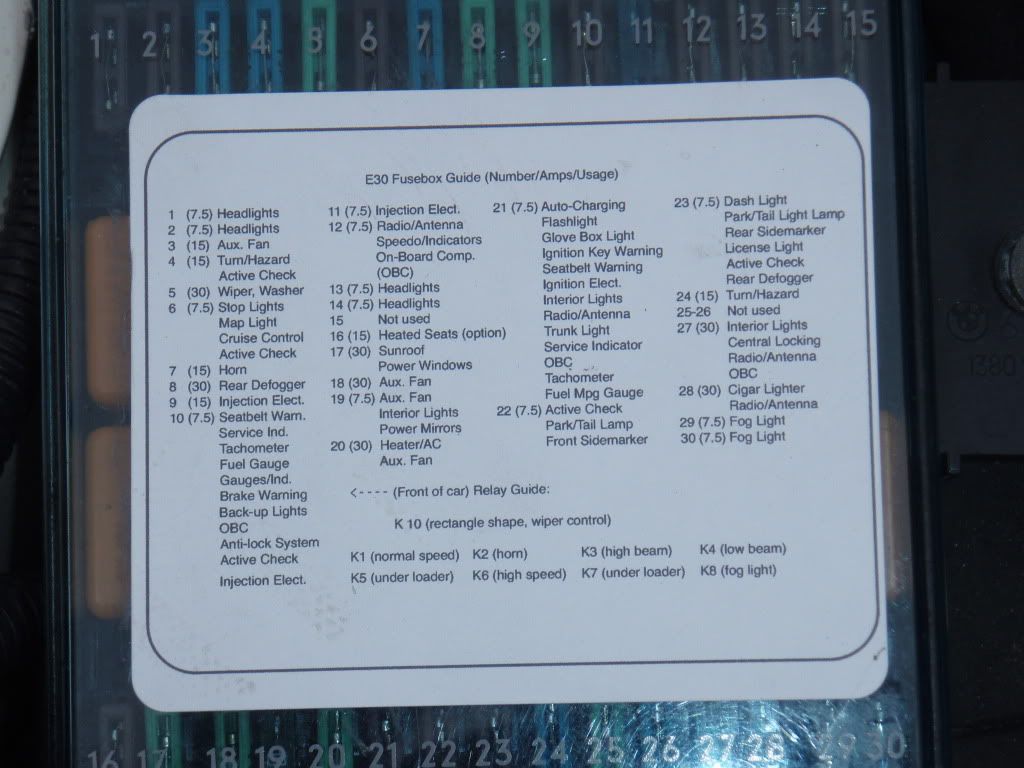 1 2 3 4 5 6 7 8 9 10 11 12 13 14 15
E30 Fusebox Guide (Number/Amps/Usage)
1 (7.5) Headlights
2 (7.5) Headlights
3 (15) Aux. Fan
4 (15) Turn/Hazard
Active Check
5 (30) Wiper, Washer
6 (7.5) Stop Lights
Map Light
Cruise Control
Active Check
7 (15) Horn
8 (30) Rear Defogger
9 (15) Injection Elect.
10 (7.5) Seatbelt Warn.
Service Ind.
Tachometer
Fuel Gauge
Gauges/Ind.
Brake Warning
Back-up Lights
OBC
Anti-lock System
Active Check
Injection Elect.
11 (7.5) Injection Elect.
12 (7.5) Radio/Antenna
Speedo/Indicators
On-Board Comp.
(OBC)
13 (7.5) Headlights
14 (7.5) Headlights
15 Not used
16 (15) Heated Seats (option)
17 (30) Sunroof
Power Windows
18 (30) Aux. Fan
19 (7.5) Aux. Fan
Interior Lights
Power Mirrors
20 (30) Heater/AC
Aux. Fan
21 (7.5) Auto-Charging
Flashlight
Glove Box Light
Ignition Key Warning
Seatbelt Warning
Ignition Elect.
Interior Lights
Radio/Antenna
Trunk Light
Service Indicator
OBC
Tachometer
Fuel Mpg Gauge
22 (7.5) Active Check
Park/Tail Lamp
Front Sidemarker
23 (7.5) Dash Light
Park/Tail Light Lamp
Rear Sidemarker
License Light
Active Check
Rear Defogger
24 (15) Turn/Hazard
25-26 Not used
27 (30) Interior Lights
Central Locking
Radio/Antenna
OBC
28 (30) Cigar Lighter
Radio/Antenna
29 (7.5) Fog Light
30 (7.5) Fog Light
<---- (Front of car) Relay Guide:
K 10 (rectangle shape, wiper control)
K1 (normal speed) K2 (horn) K3 (high beam) K4 (low beam)
K5 (under loader) K6 (high speed) K7 (under loader) K8 (fog light)
16 17 18 19 20 21 22 23 24 25 26 27 28 29 30
1380